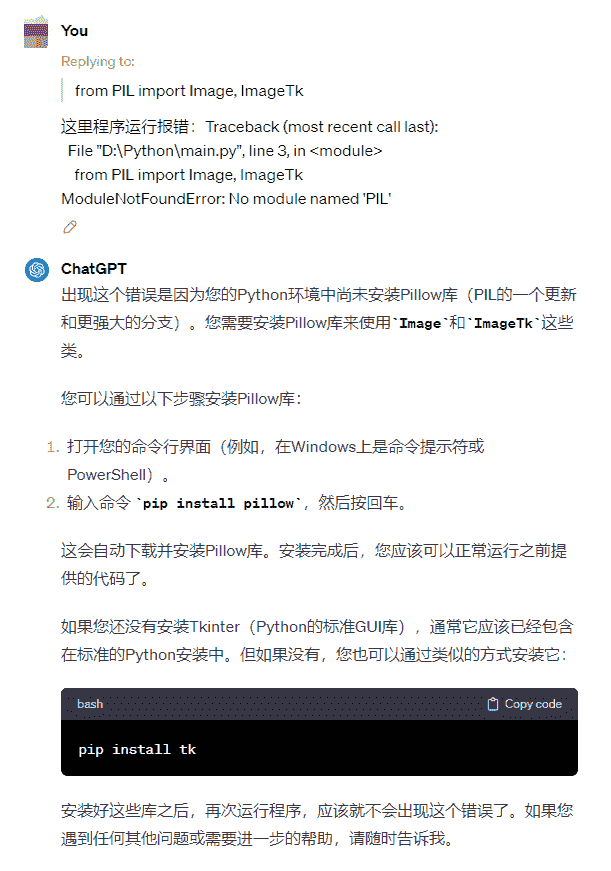 You
Replying to:
from PIL import Image, ImageTk
这里程序运行报错：Traceback (most recent call last):
File "D:\Python\main.py", line 3, in <module>
from PIL import Image, ImageTk
ModuleNotFoundError: No module named 'PIL'
ChatGPT
出现这个错误是因为您的Python环境中尚未安装Pillow库（PIL的一个更新
和更强大的分支）。您需要安装Pillow库来使用`Image`和`ImageTk`这些
类。
您可以通过以下步骤安装Pillow库：
1. 打开您的命令行界面（例如，在Windows上是命令提示符或
PowerShell）。
2. 输入命令 `pip install pillow`，然后按回车。
这会自动下载并安装Pillow库。安装完成后，您应该可以正常运行之前提
供的代码了。
如果您还没有安装Tkinter（Python的标准GUI库），通常它应该已经包含
在标准的Python安装中。但如果没有，您也可以通过类似的方式安装它：
bash
Copy code
pip install tk
安装好这些库之后，再次运行程序，应该就不会出现这个错误了。如果您
遇到任何其他问题或需要进一步的帮助，请随时告诉我。